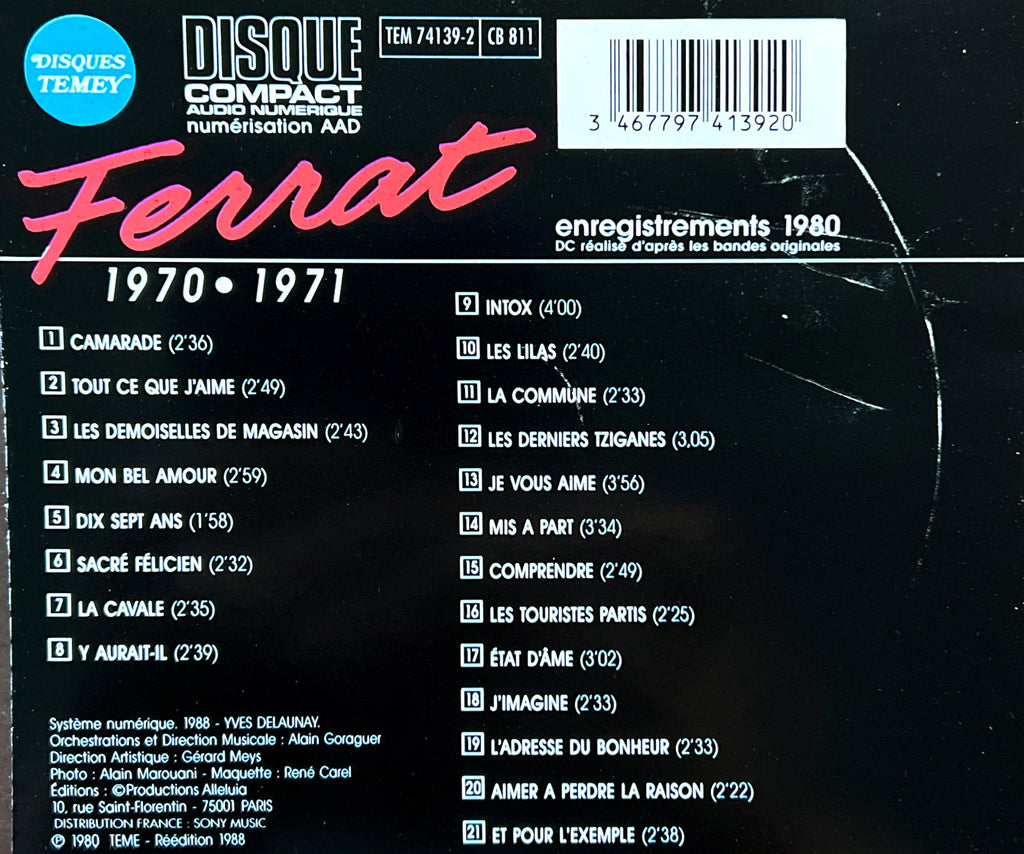 DISQUES
TEMEY
DISQUE
COMPACT
AUDIO NUMERIQUE
numérisation AAD
TEM 74139-2 CB 811
3 467797 413920
Ferrat
enregistrements 1980
DC réalisé d'après les bandes originales
1970 • 1971
1 CAMARADE (2'36)
2 TOUT CE QUE J'AIME (2'49)
3 LES DEMOISELLES DE MAGASIN (2'43)
4 MON BEL AMOUR (2'59)
5 DIX SEPT ANS (1'58)
6 SACRÉ FÉLICIEN (2'32)
7 LA CAVALE (2'35)
8 Y AURAIT-IL (2'39)
9 INTOX (4'00)
10 LES LILAS (2'40)
11 LA COMMUNE (2'33)
12 LES DERNIERS TZIGANES (3,05)
13 JE VOUS AIME (3'56)
14 MIS A PART (3'34)
15 COMPRENDRE (2'49)
16 LES TOURISTES PARTIS (2'25)
17 ÉTAT D'ÂME (3'02)
18 J'IMAGINE (2'33)
19 L'ADRESSE DU BONHEUR (2'33)
20 AIMER A PERDRE LA RAISON (2'22)
21 ET POUR L'EXEMPLE (2'38)
Système numérique. 1988 - YVES DELAUNAY.
Orchestrations et Direction Musicale : Alain Goraguer
Direction Artistique : Gérard Meys
Photo : Alain Marouani - Maquette : René Carel
Éditions : ©Productions Alleluia
10, rue Saint-Florentin - 75001 PARIS
DISTRIBUTION FRANCE : SONY MUSIC
℗ 1980 TEME - Réédition 1988